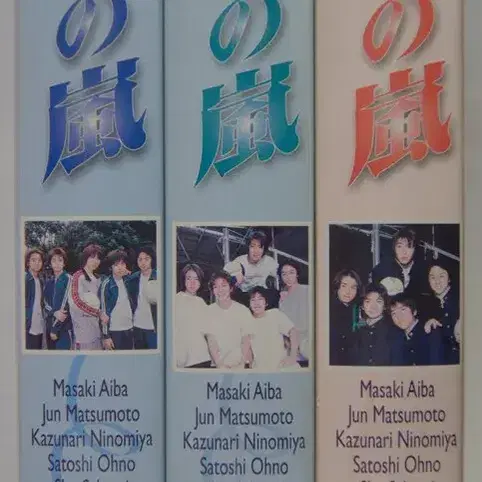 の
嵐
Masaki Aiba
Jun Matsumoto
Kazunari Ninomiya
Satoshi Ohno
の
嵐
Masaki Aiba
Jun Matsumoto
Kazunari Ninomiya
Satoshi Ohno
の
嵐
Masaki Aiba
Jun Matsumoto
Kazunari Ninomiya
Satoshi Ohno